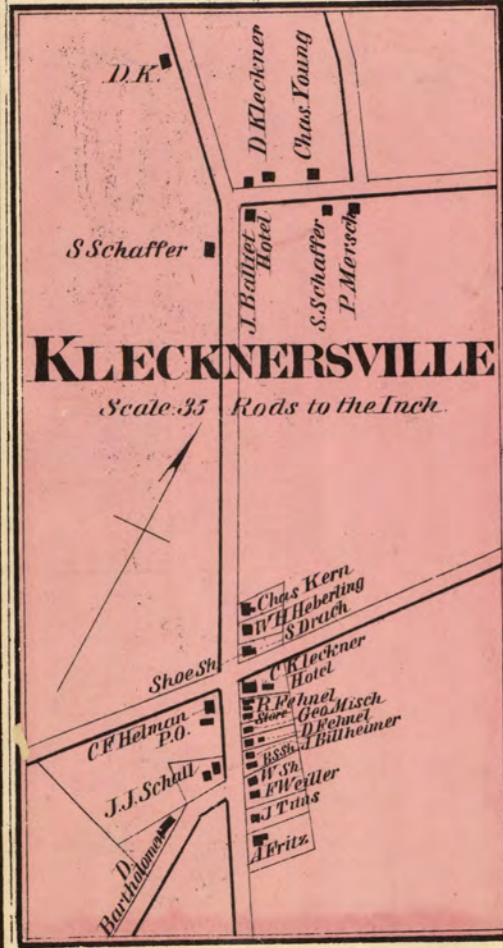 D.K.
D Kleckner
Chas. Young
S Schaffer
J. Balliet
Hotel
S. Schaffer
P. Mersch
KLECKNERSVILLE
Scale 35 Rods to the Inch.
Chas Kern
W H Heberling
S Drach
Shoe Sh.
C Kleckner
Hotel
R. Fehnel
Store
Geo. Misch
D. Fehnel
J. Billheimer
B.S. Sh.
W Sh.
F Weiller
J Titus
A Fritz
C F Helman
P.O.
J. J. Schall
D.
Bartholomew